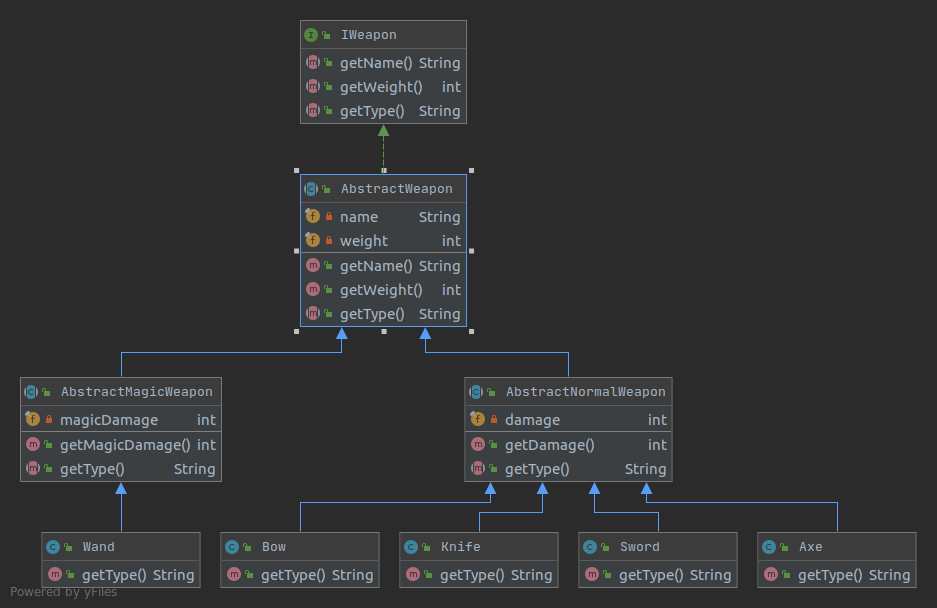 IWeapon
getName() String
getWeight() int
getType() String
AbstractWeapon
name String
weight int
getName() String
getWeight() int
getType() String
AbstractMagicWeapon
magicDamage int
getMagicDamage() int
getType() String
AbstractNormalWeapon
damage int
getDamage() int
getType() String
Wand
getType() String
Bow
getType() String
Knife
getType() String
Sword
getType() String
Axe
getType() String
Powered by yFiles